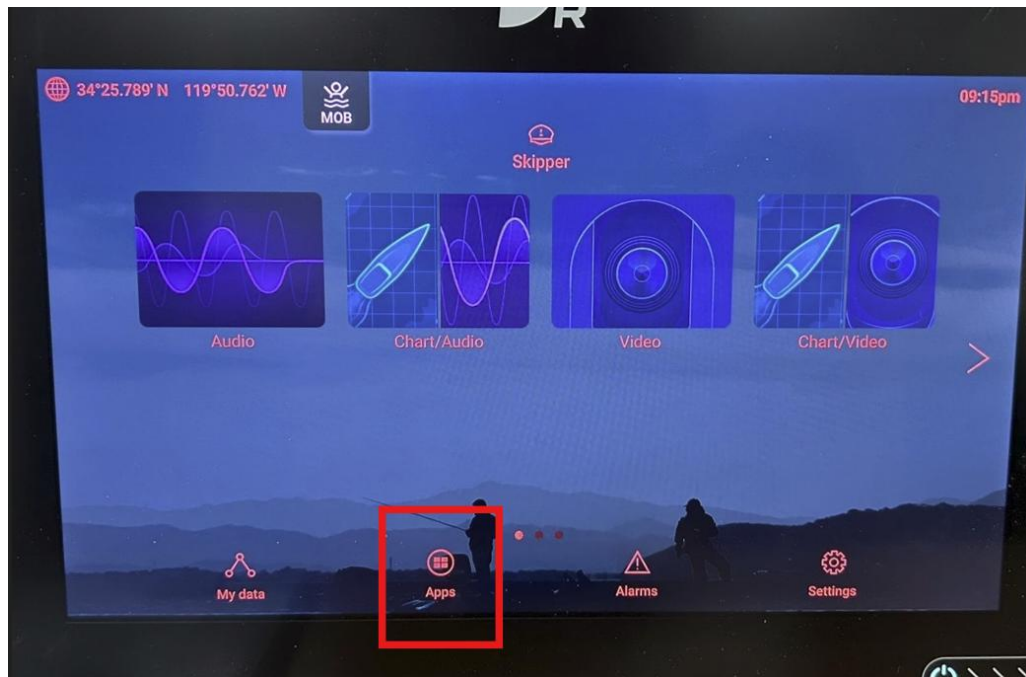 R
34°25.789' N 119°50.762' W
MOB
09:15pm
Skipper
Audio
Chart/Audio
Video
Chart/Video
My data
Apps
Alarms
Settings